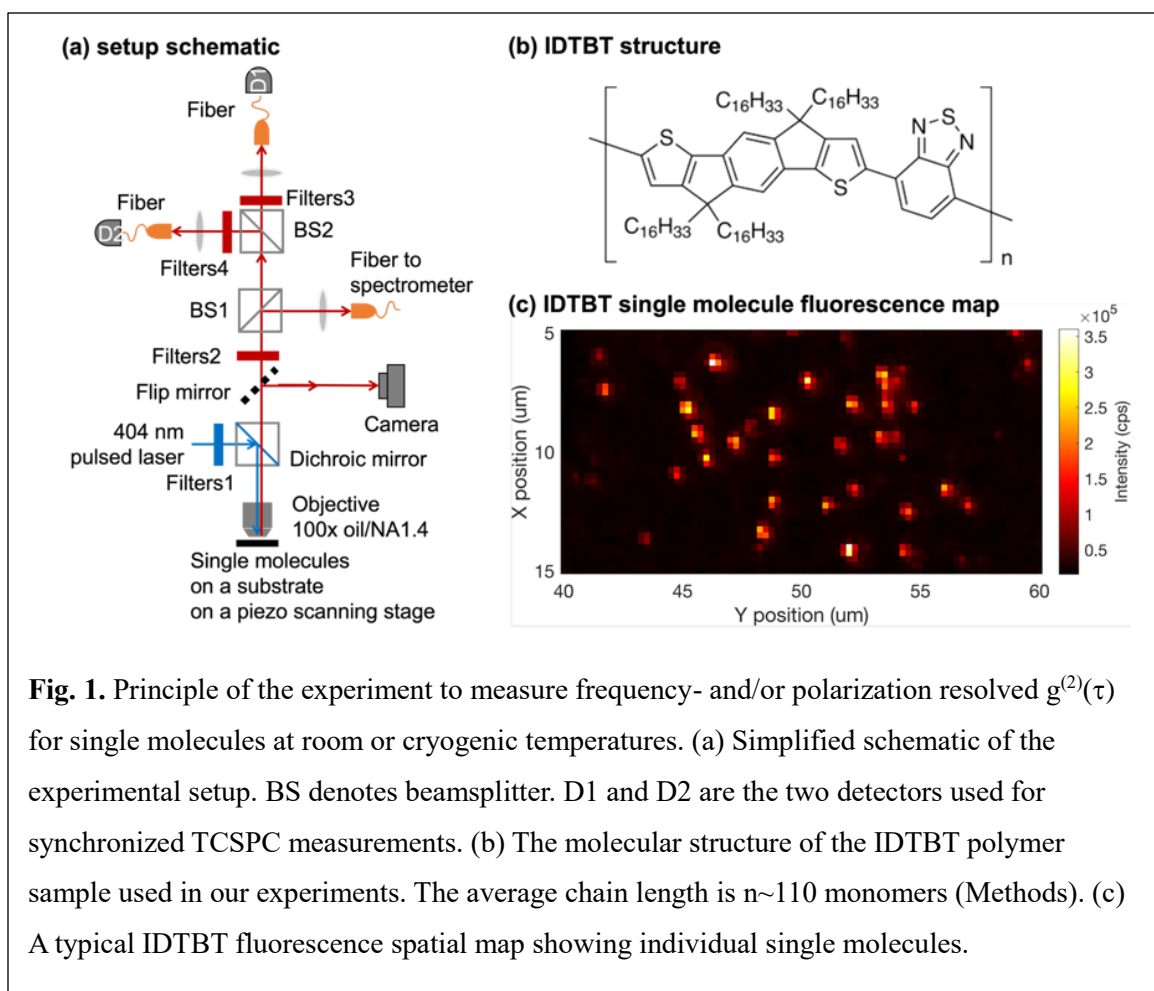 (a) setup schematic
D1
Fiber
Filters3
Fiber
D2
BS2
Filters4
Fiber to
spectrometer
BS1
Filters2
Flip mirror
Camera
404 nm
pulsed laser
Dichroic mirror
Filters1
Objective
100x oil/NA1.4
Single molecules
on a substrate
on a piezo scanning stage
(b) IDTBT structure
C16H33 C16H33
S
N S N
S
C16H33 C16H33
n
(c) IDTBT single molecule fluorescence map
×10⁵
5
10
15
X position (um)
40 45 50 55 60
Y position (um)
3.5
3
2.5
2
1.5
1
0.5
Intensity (cps)
Fig. 1. Principle of the experiment to measure frequency- and/or polarization resolved g⁽²⁾(τ)
for single molecules at room or cryogenic temperatures. (a) Simplified schematic of the
experimental setup. BS denotes beamsplitter. D1 and D2 are the two detectors used for
synchronized TCSPC measurements. (b) The molecular structure of the IDTBT polymer
sample used in our experiments. The average chain length is n~110 monomers (Methods). (c)
A typical IDTBT fluorescence spatial map showing individual single molecules.